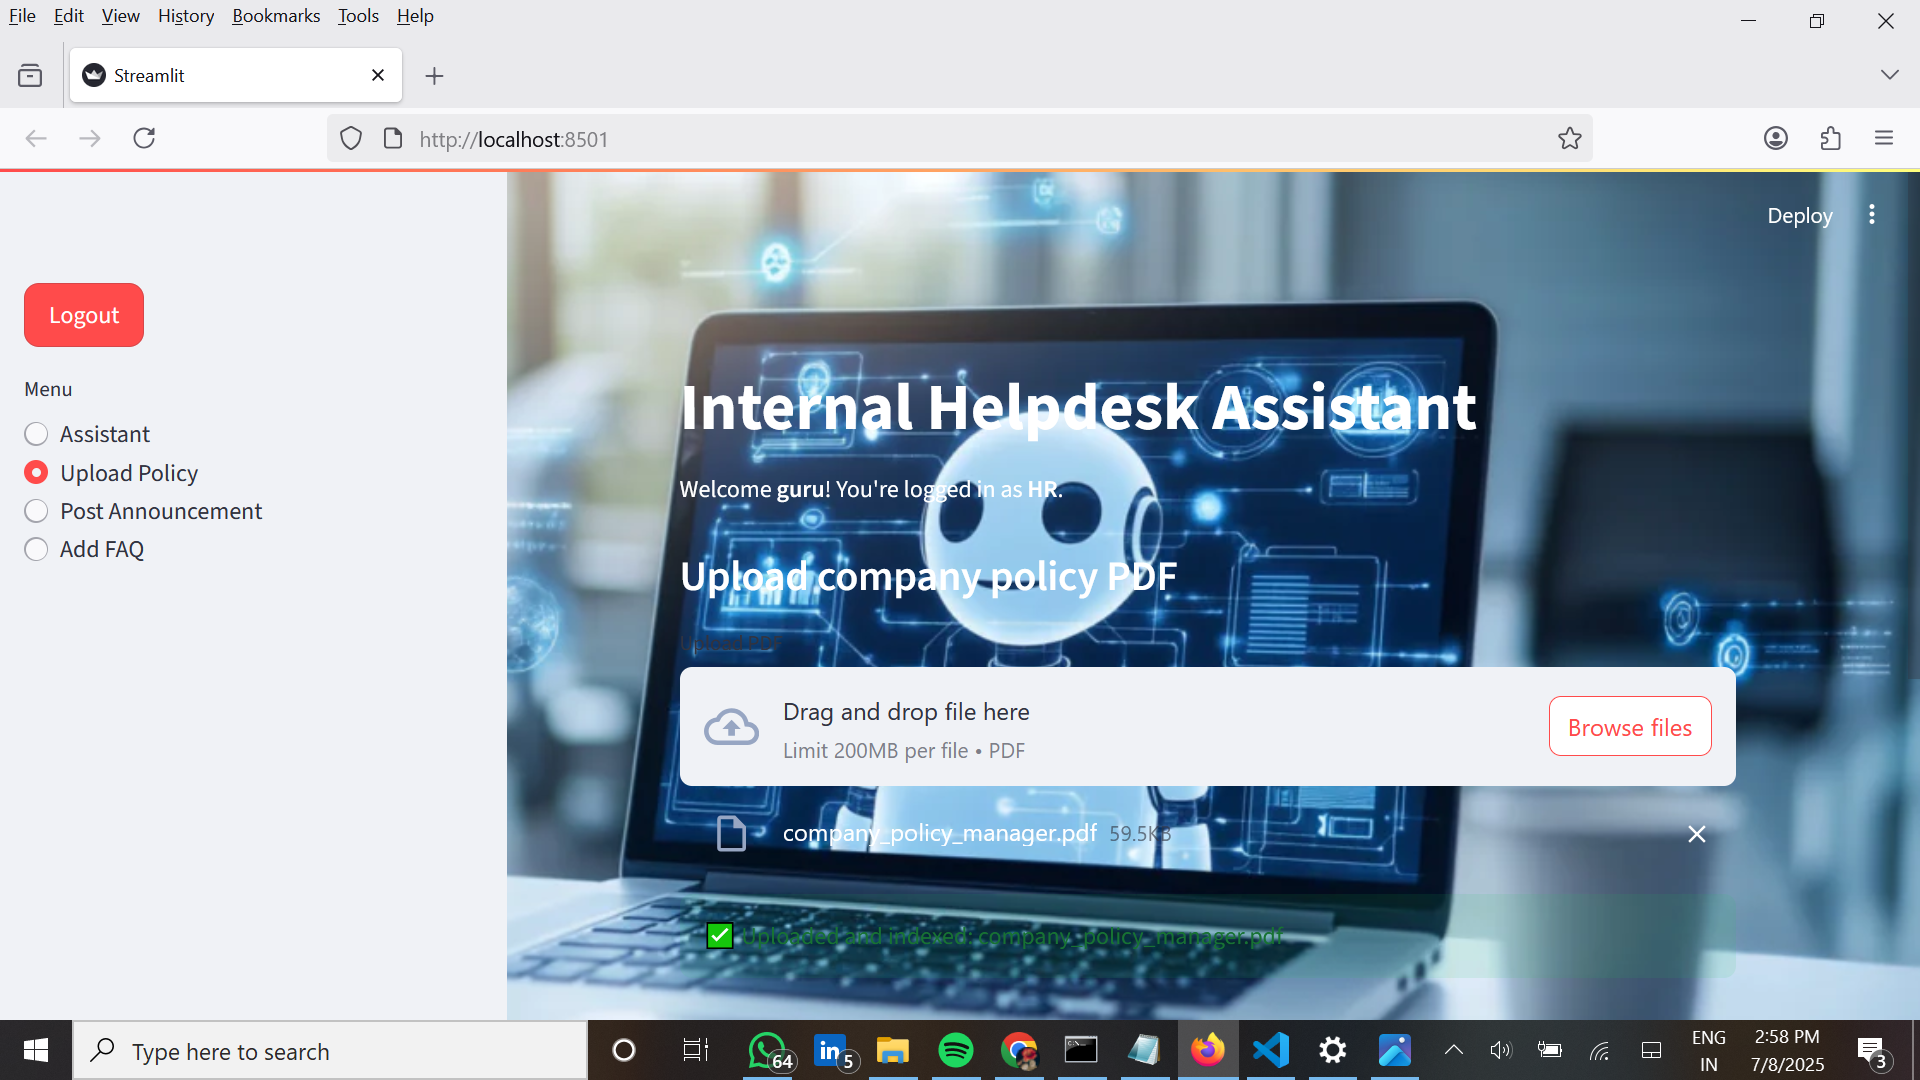 File Edit View History Bookmarks Tools Help
Streamlit
http://localhost:8501
Deploy
Logout
Menu
Assistant
Upload Policy
Post Announcement
Add FAQ
Internal Helpdesk Assistant
Welcome guru! You're logged in as HR.
Upload company policy PDF
Upload PDF
Drag and drop file here
Limit 200MB per file • PDF
Browse files
company_policy_manager.pdf 59.5KB
Uploaded and indexed: company_policy_manager.pdf
Type here to search
64
in 5
ENG
IN
2:58 PM
7/8/2025
3